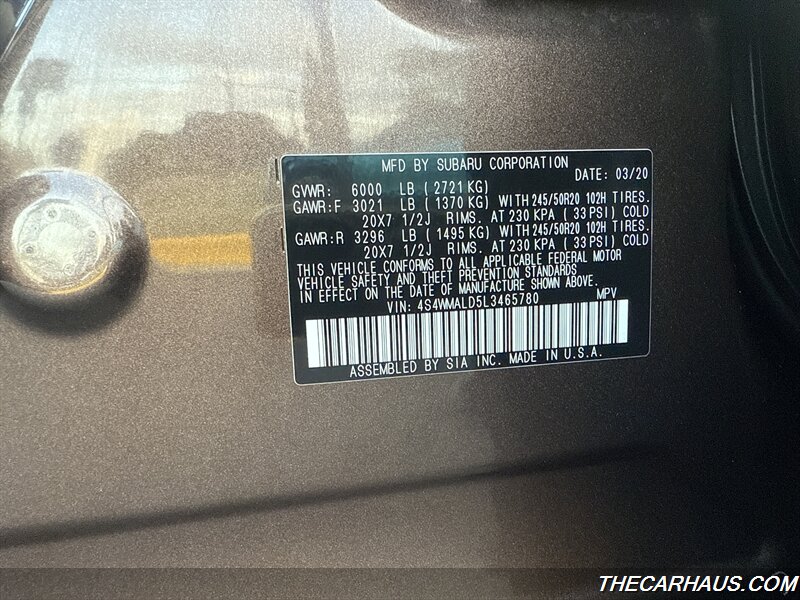 MFD BY SUBARU CORPORATION
DATE: 03/20
GVWR: 6000 LB ( 2721 KG)
GAWR:F 3021 LB ( 1370 KG) WITH 245/50R20 102H TIRES.
20X7 1/2J RIMS. AT 230 KPA ( 33 PSI) COLD
GAWR:R 3296 LB ( 1495 KG) WITH 245/50R20 102H TIRES.
20X7 1/2J RIMS. AT 230 KPA ( 33 PSI) COLD
THIS VEHICLE CONFORMS TO ALL APPLICABLE FEDERAL MOTOR
VEHICLE SAFETY AND THEFT PREVENTION STANDARDS
IN EFFECT ON THE DATE OF MANUFACTURE SHOWN ABOVE.
VIN: 4S4WMALD5L3465780 MPV
ASSEMBLED BY SIA INC. MADE IN U.S.A.
THECARHAUS.COM